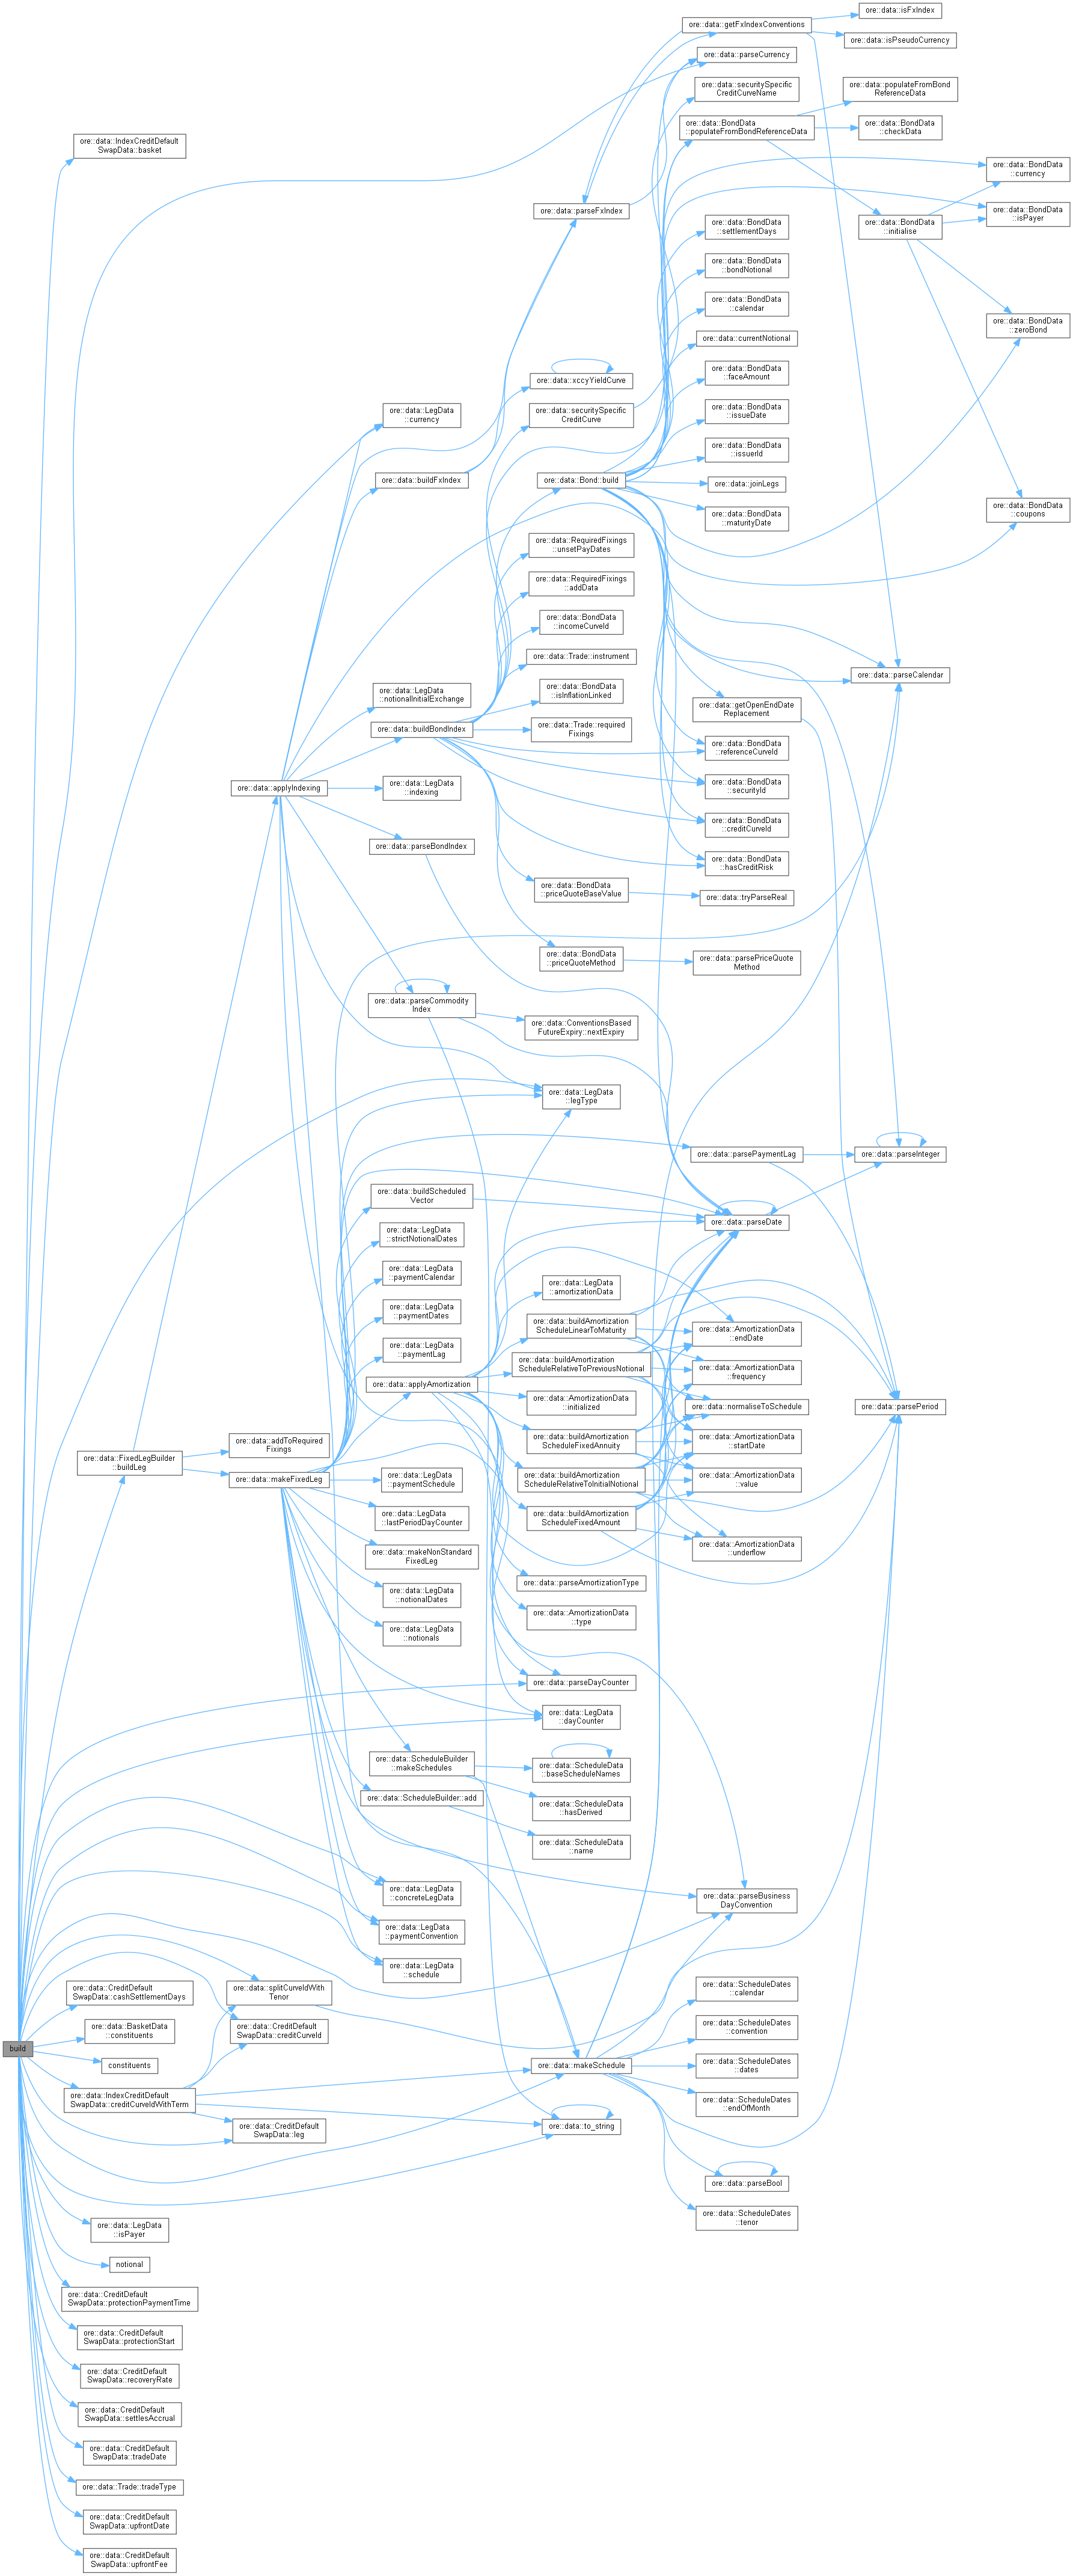 build
ore::data::IndexCreditDefault
SwapData::basket
ore::data::FixedLegBuilder
::buildLeg
ore::data::CreditDefault
SwapData::cashSettlementDays
ore::data::BasketData
::constituents
constituents
ore::data::IndexCreditDefault
SwapData::creditCurveIdWithTerm
ore::data::LegData
::isPayer
notional
ore::data::CreditDefault
SwapData::protectionPaymentTime
ore::data::CreditDefault
SwapData::protectionStart
ore::data::CreditDefault
SwapData::recoveryRate
ore::data::CreditDefault
SwapData::settlesAccrual
ore::data::CreditDefault
SwapData::tradeDate
ore::data::Trade::tradeType
ore::data::CreditDefault
SwapData::upfrontDate
ore::data::CreditDefault
SwapData::upfrontFee
ore::data::applyIndexing
ore::data::addToRequired
Fixings
ore::data::makeFixedLeg
ore::data::splitCurveIdWith
Tenor
ore::data::CreditDefault
SwapData::creditCurveId
ore::data::CreditDefault
SwapData::leg
ore::data::LegData
::currency
ore::data::buildFxIndex
ore::data::LegData
::notionalInitialExchange
ore::data::buildBondIndex
ore::data::LegData
::indexing
ore::data::parseBondIndex
ore::data::parseCommodity
Index
ore::data::buildScheduled
Vector
ore::data::LegData
::strictNotionalDates
ore::data::LegData
::paymentCalendar
ore::data::LegData
::paymentDates
ore::data::LegData
::paymentLag
ore::data::applyAmortization
ore::data::LegData
::paymentSchedule
ore::data::LegData
::lastPeriodDayCounter
ore::data::makeNonStandard
FixedLeg
ore::data::LegData
::notionalDates
ore::data::LegData
::notionals
ore::data::ScheduleBuilder
::makeSchedules
ore::data::ScheduleBuilder::add
ore::data::LegData
::concreteLegData
ore::data::LegData
::paymentConvention
ore::data::LegData
::schedule
ore::data::parseFxIndex
ore::data::xccyYieldCurve
ore::data::securitySpecific
CreditCurve
ore::data::Bond::build
ore::data::RequiredFixings
::unsetPayDates
ore::data::RequiredFixings
::addData
ore::data::BondData
::incomeCurveId
ore::data::Trade::instrument
ore::data::BondData
::isInflationLinked
ore::data::Trade::required
Fixings
ore::data::BondData
::priceQuoteBaseValue
ore::data::BondData
::priceQuoteMethod
ore::data::ConventionsBased
FutureExpiry::nextExpiry
ore::data::LegData
::legType
ore::data::LegData
::amortizationData
ore::data::buildAmortization
ScheduleLinearToMaturity
ore::data::buildAmortization
ScheduleRelativeToPreviousNotional
ore::data::AmortizationData
::initialized
ore::data::buildAmortization
ScheduleFixedAnnuity
ore::data::buildAmortization
ScheduleRelativeToInitialNotional
ore::data::buildAmortization
ScheduleFixedAmount
ore::data::parseAmortizationType
ore::data::AmortizationData
::type
ore::data::parseDayCounter
ore::data::LegData
::dayCounter
ore::data::ScheduleData
::baseScheduleNames
ore::data::ScheduleData
::hasDerived
ore::data::ScheduleData
::name
ore::data::makeSchedule
ore::data::to_string
ore::data::getFxIndexConventions
ore::data::parseCurrency
ore::data::securitySpecific
CreditCurveName
ore::data::BondData
::populateFromBondReferenceData
ore::data::BondData
::settlementDays
ore::data::BondData
::bondNotional
ore::data::BondData
::calendar
ore::data::currentNotional
ore::data::BondData
::faceAmount
ore::data::BondData
::issueDate
ore::data::BondData
::issuerId
ore::data::joinLegs
ore::data::BondData
::maturityDate
ore::data::getOpenEndDate
Replacement
ore::data::BondData
::referenceCurveId
ore::data::BondData
::securityId
ore::data::BondData
::creditCurveId
ore::data::BondData
::hasCreditRisk
ore::data::tryParseReal
ore::data::parsePriceQuote
Method
ore::data::parsePaymentLag
ore::data::parseDate
ore::data::AmortizationData
::endDate
ore::data::AmortizationData
::frequency
ore::data::normaliseToSchedule
ore::data::AmortizationData
::startDate
ore::data::AmortizationData
::value
ore::data::AmortizationData
::underflow
ore::data::parseBusiness
DayConvention
ore::data::ScheduleDates
::calendar
ore::data::ScheduleDates
::convention
ore::data::ScheduleDates
::dates
ore::data::ScheduleDates
::endOfMonth
ore::data::parseBool
ore::data::ScheduleDates
::tenor
ore::data::isFxIndex
ore::data::isPseudoCurrency
ore::data::populateFromBond
ReferenceData
ore::data::BondData
::checkData
ore::data::BondData
::initialise
ore::data::parseCalendar
ore::data::parseInteger
ore::data::parsePeriod
ore::data::BondData
::currency
ore::data::BondData
::isPayer
ore::data::BondData
::zeroBond
ore::data::BondData
::coupons